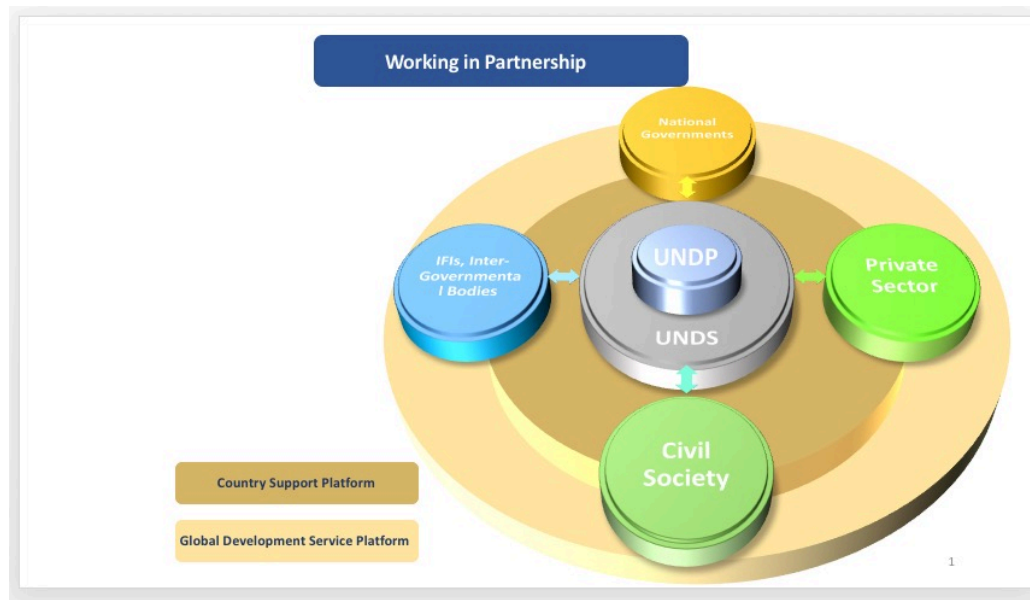 Working in Partnership
National
Governments
IFIs, Inter-
Governmenta
l Bodies
UNDP
UNDS
Private
Sector
Civil
Society
Country Support Platform
Global Development Service Platform
1